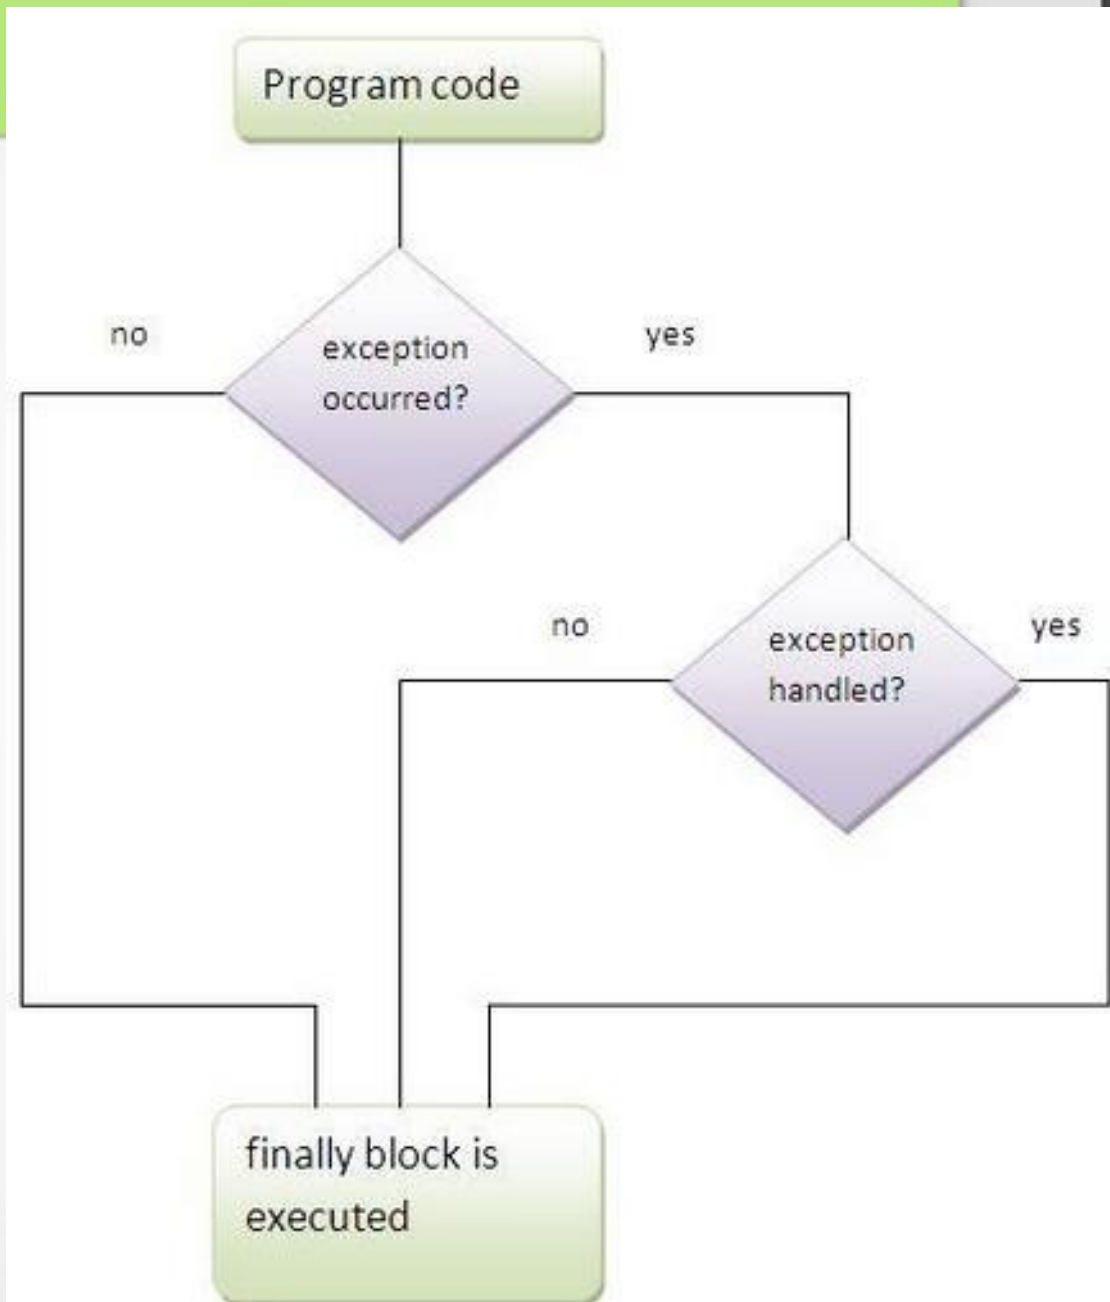 Program code
no
yes
exception
occurred?
no
yes
exception
handled?
finally block is
executed